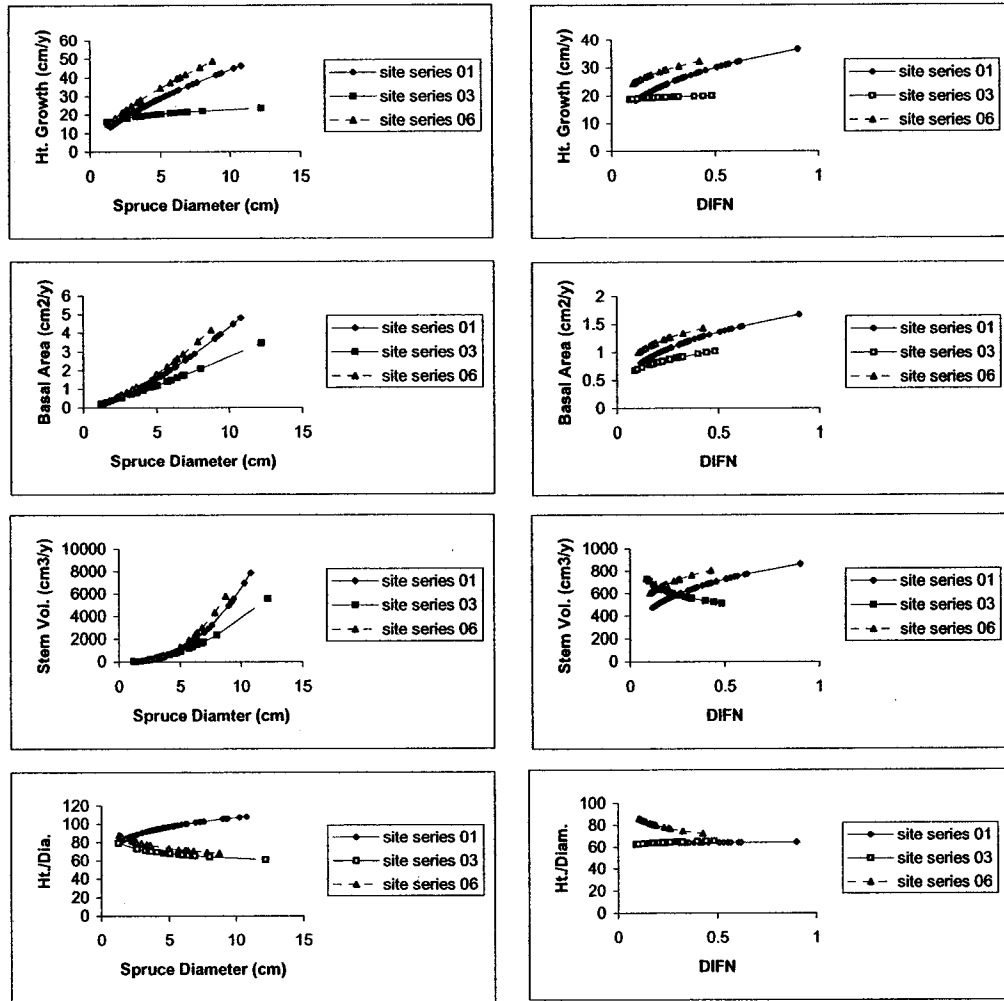 Ht. Growth (cm/y)
60
50
40
30
20
10
0
0 5 10 15
Spruce Diameter (cm)
site series 01
site series 03
site series 06
Ht. Growth (cm/y)
40
30
20
10
0
0 0.5 1
DIFN
site series 01
site series 03
site series 06
Basal Area (cm2/y)
6
5
4
3
2
1
0
0 5 10 15
Spruce Diameter (cm)
site series 01
site series 03
site series 06
Basal Area (cm2/y)
2
1.5
1
0.5
0
0 0.5 1
DIFN
site series 01
site series 03
site series 06
Stem Vol. (cm3/y)
10000
8000
6000
4000
2000
0
0 5 10 15
Spruce Diamter (cm)
site series 01
site series 03
site series 06
Stem Vol. (cm3/y)
1000
800
600
400
200
0
0 0.5 1
DIFN
site series 01
site series 03
site series 06
Ht./Dia.
120
100
80
60
40
20
0
0 5 10 15
Spruce Diameter (cm)
site series 01
site series 03
site series 06
Ht./Diam.
100
80
60
40
20
0
0 0.5 1
DIFN
site series 01
site series 03
site series 06